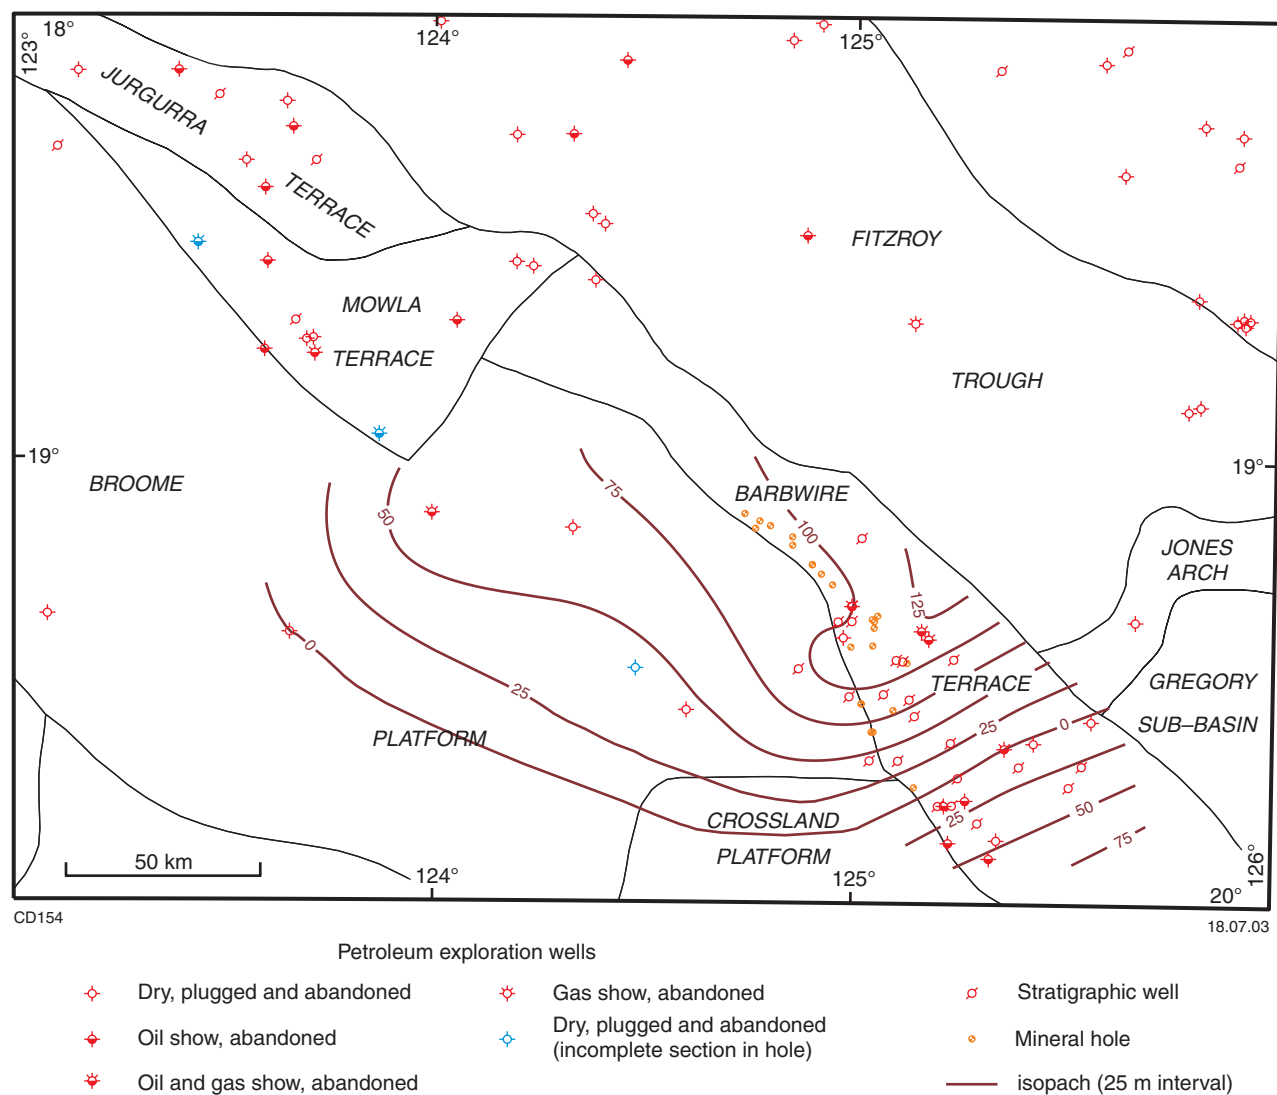 18°
123°
124°
125°
JURGURRA
TERRACE
FITZROY
MOWLA
TERRACE
TROUGH
19°
19°
BROOME
BARBWIRE
75
50
100
JONES
ARCH
125
0
25
TERRACE
GREGORY
SUB–BASIN
PLATFORM
25
0
CROSSLAND
25
50
PLATFORM
75
50 km
124°
125°
126°
20°
CD154
18.07.03
Petroleum exploration wells
Dry, plugged and abandoned
Gas show, abandoned
Stratigraphic well
Oil show, abandoned
Dry, plugged and abandoned
(incomplete section in hole)
Mineral hole
Oil and gas show, abandoned
isopach (25 m interval)